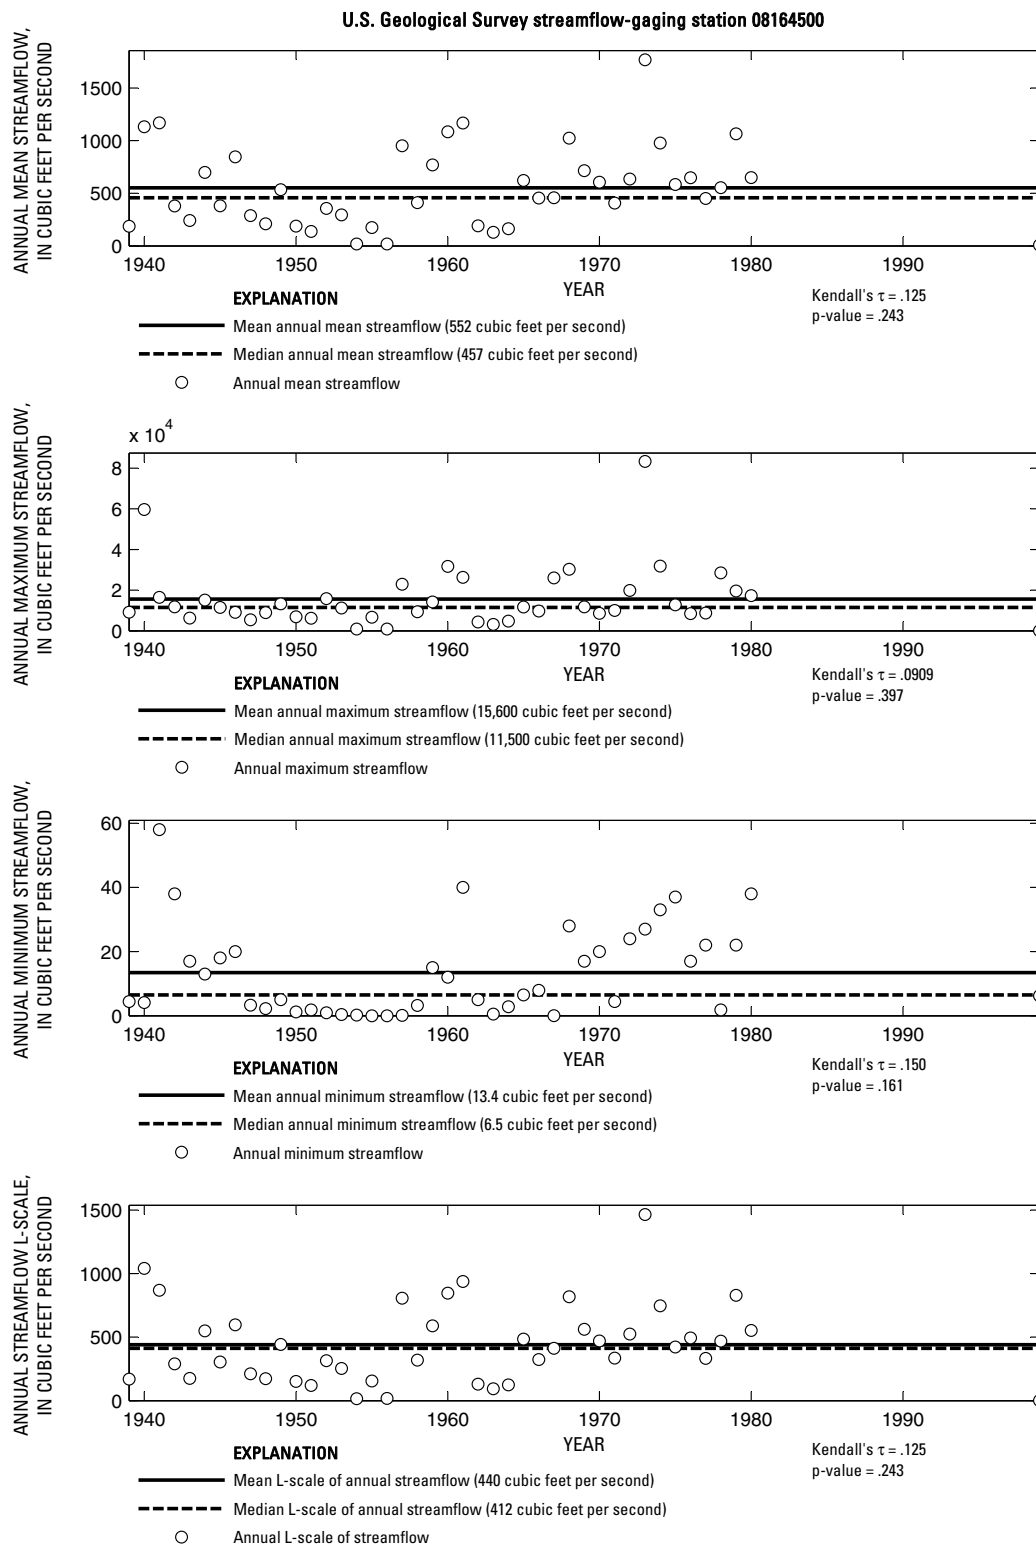 U.S. Geological Survey streamflow-gaging station 08164500
ANNUAL MEAN STREAMFLOW,
IN CUBIC FEET PER SECOND
1500
1000
500
0
1940 1950 1960 1970 1980 1990
YEAR
Kendall's τ = .125
p-value = .243
EXPLANATION
Mean annual mean streamflow (552 cubic feet per second)
Median annual mean streamflow (457 cubic feet per second)
Annual mean streamflow
ANNUAL MAXIMUM STREAMFLOW,
IN CUBIC FEET PER SECOND
x 10^4
8
6
4
2
0
1940 1950 1960 1970 1980 1990
YEAR
Kendall's τ = .0909
p-value = .397
EXPLANATION
Mean annual maximum streamflow (15,600 cubic feet per second)
Median annual maximum streamflow (11,500 cubic feet per second)
Annual maximum streamflow
ANNUAL MINIMUM STREAMFLOW,
IN CUBIC FEET PER SECOND
60
40
20
0
1940 1950 1960 1970 1980 1990
YEAR
Kendall's τ = .150
p-value = .161
EXPLANATION
Mean annual minimum streamflow (13.4 cubic feet per second)
Median annual minimum streamflow (6.5 cubic feet per second)
Annual minimum streamflow
ANNUAL STREAMFLOW L-SCALE,
IN CUBIC FEET PER SECOND
1500
1000
500
0
1940 1950 1960 1970 1980 1990
YEAR
Kendall's τ = .125
p-value = .243
EXPLANATION
Mean L-scale of annual streamflow (440 cubic feet per second)
Median L-scale of annual streamflow (412 cubic feet per second)
Annual L-scale of streamflow